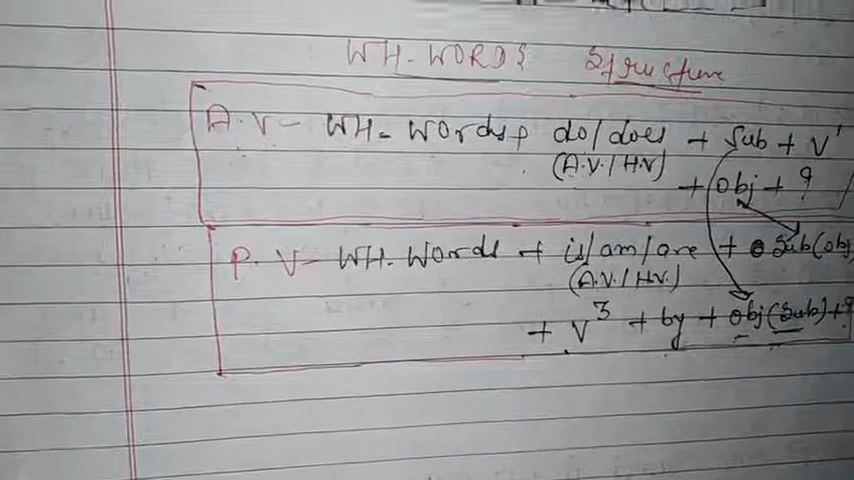 WH-WORDS Structure
A.V- WH-Words+ do/does + Sub + V¹
(A.V./H.V)
+ Obj + ?
P.V- WH-Words + is/am/are + Sub(Obj
(A.V./H.V.)
+ V³ + by + obj(Sub)+?